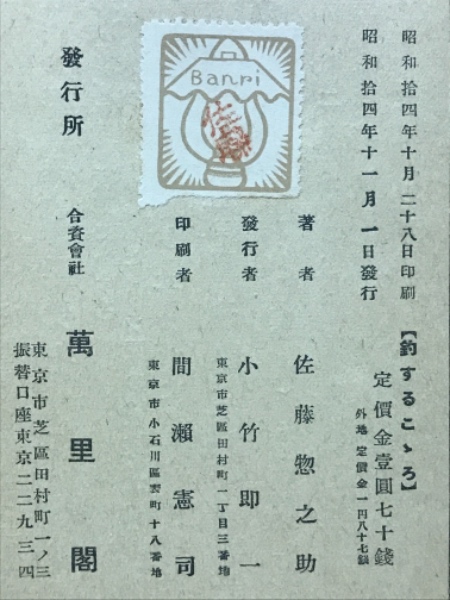 昭和拾四年十月二十八日印刷
昭和拾四年十一月一日發行
【釣するこゝろ】
定價金壹圓七十錢
外地定價金一円八十七錢
著者 佐藤惣之助
發行者 小竹即一
東京市芝區田村町一丁目三番地
印刷者 間瀨憲司
東京市小石川區町十八番地
Banri
佐藤
發行所 合資會社 萬里閣
東京市芝區田村町一ノ三
振替口座東京二二九三四